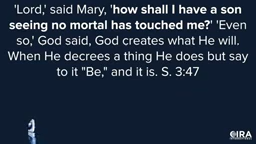 'Lord,' said Mary, 'how shall I have a son
seeing no mortal has touched me?' 'Even
so,' God said, God creates what He will.
When He decrees a thing He does but say
to it "Be," and it is. S. 3:47
CIRA